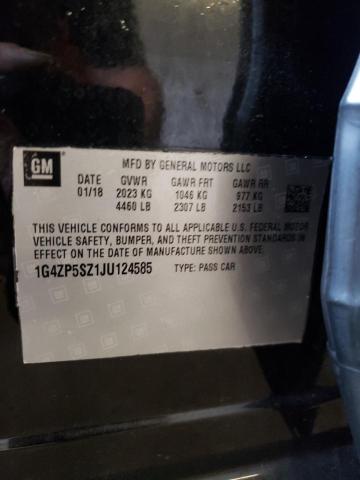 GM
MFD BY GENERAL MOTORS LLC
DATE GVWR GAWR FRT GAWR RR
01/18 2023 KG 1046 KG 977 KG
4460 LB 2307 LB 2153 LB
THIS VEHICLE CONFORMS TO ALL APPLICABLE U.S. FEDERAL MOTOR
VEHICLE SAFETY, BUMPER, AND THEFT PREVENTION STANDARDS IN
EFFECT ON THE DATE OF MANUFACTURE SHOWN ABOVE.
1G4ZP5SZ1JU124585 TYPE: PASS CAR